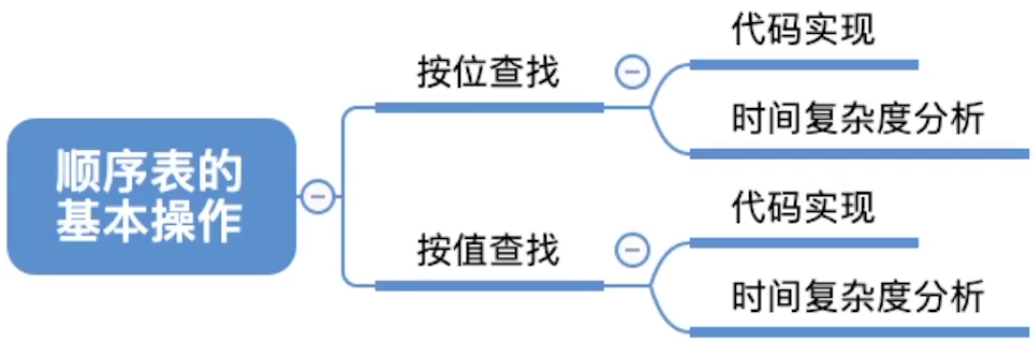 顺序表的
基本操作
按位查找
代码实现
时间复杂度分析
按值查找
代码实现
时间复杂度分析